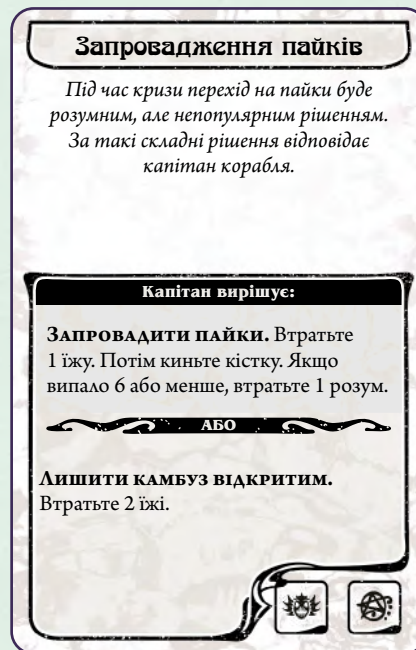 Запровадження пайків
Під час кризи перехід на пайки буде
розумним, але непопулярним рішенням.
За такі складні рішення відповідає
капітан корабля.
Капітан вирішує:
Запровадити пайки. Втратьте
1 їжу. Потім киньте кістку. Якщо
випало 6 або менше, втратьте 1 розум.
АБО
Лишити камбуз відкритим.
Втратьте 2 їжі.